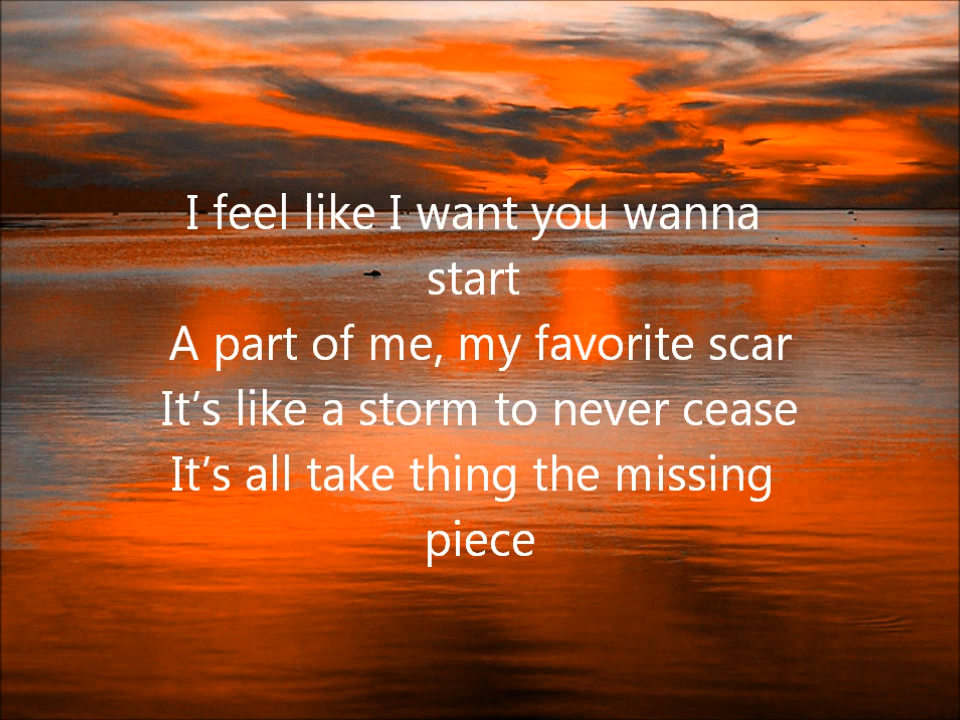 I feel like I want you wanna
start
A part of me, my favorite scar
It's like a storm to never cease
It's all take thing the missing
piece